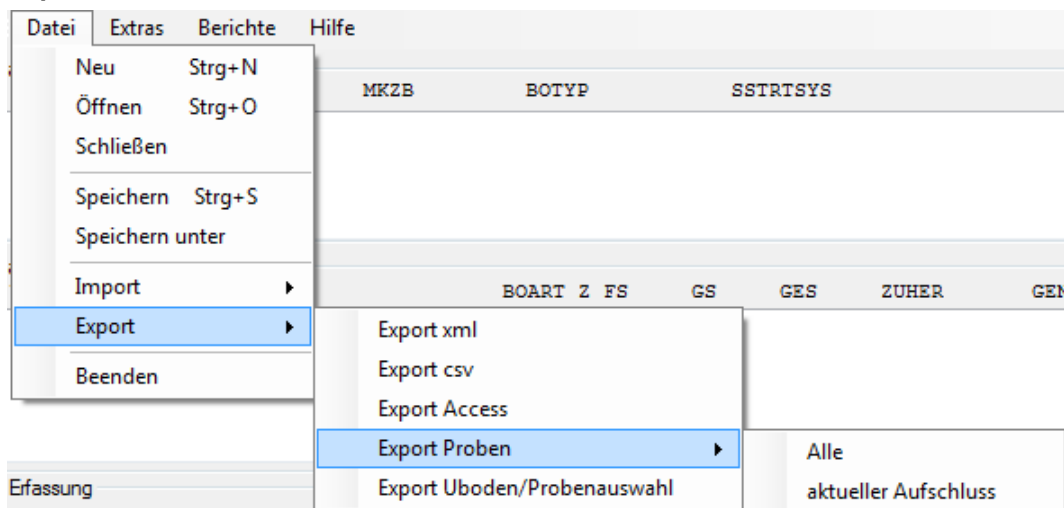 Datei Extras Berichte Hilfe
Neu Strg+N
MKZB BOTYP SSTRTSYS
Öffnen Strg+O
Schließen
Speichern Strg+S
Speichern unter
Import
BOART Z FS GS GES ZUHER GEN
Export
Export xml
Export csv
Beenden
Export Access
Export Proben
Alle
Erfassung
Export Uboden/Probenauswahl
aktueller Aufschluss